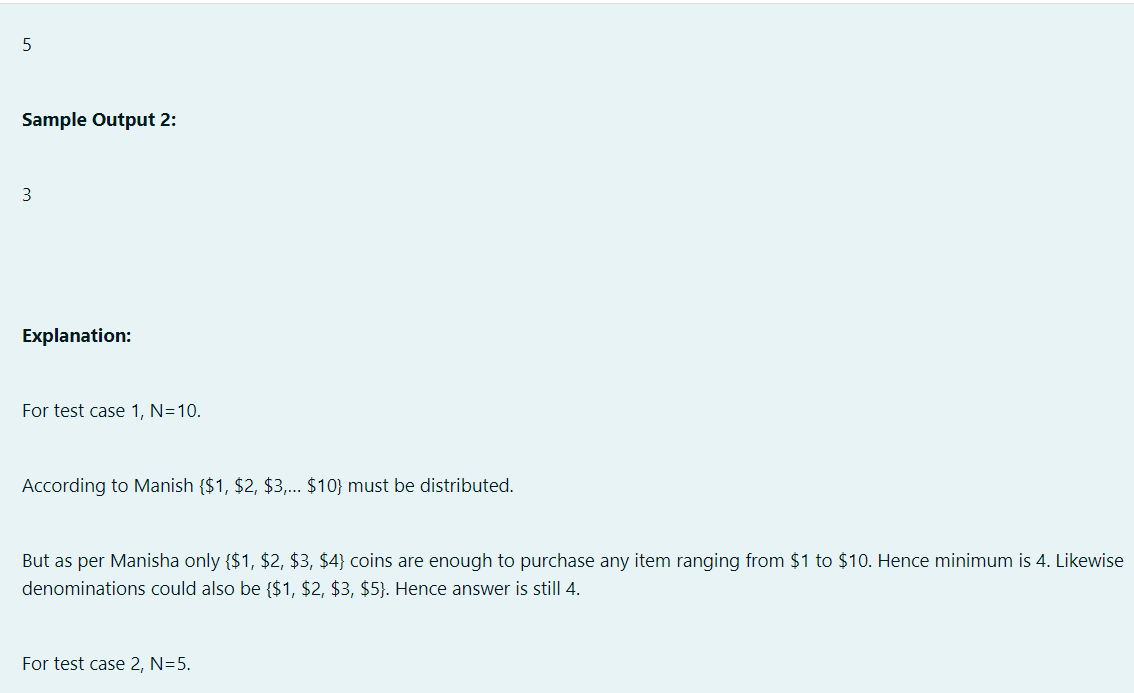 5
Sample Output 2:
3
Explanation:
For test case 1, N=10.
According to Manish {$1, $2, $3,... $10} must be distributed.
But as per Manisha only {$1, $2, $3, $4} coins are enough to purchase any item ranging from $1 to $10. Hence minimum is 4. Likewise
denominations could also be {$1, $2, $3, $5}. Hence answer is still 4.
For test case 2, N=5.